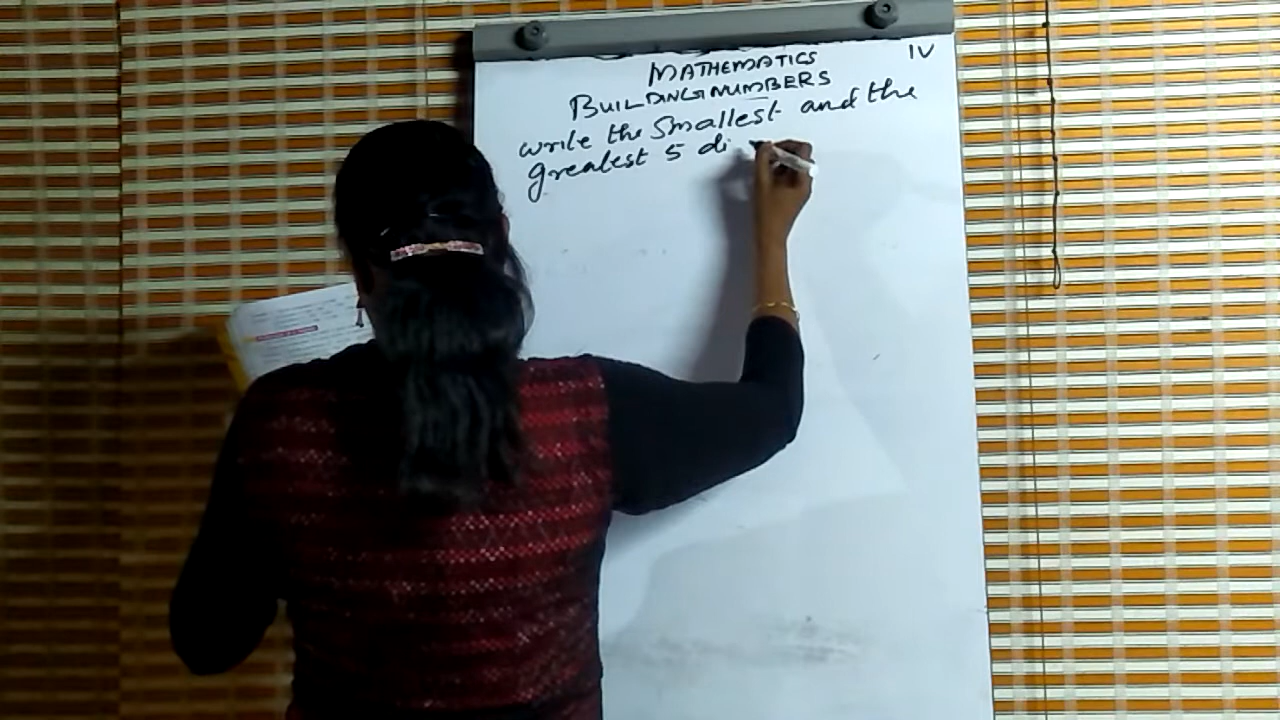 MATHEMATICS IV
BUILDING NUMBERS
write the smallest and the
greatest 5 di